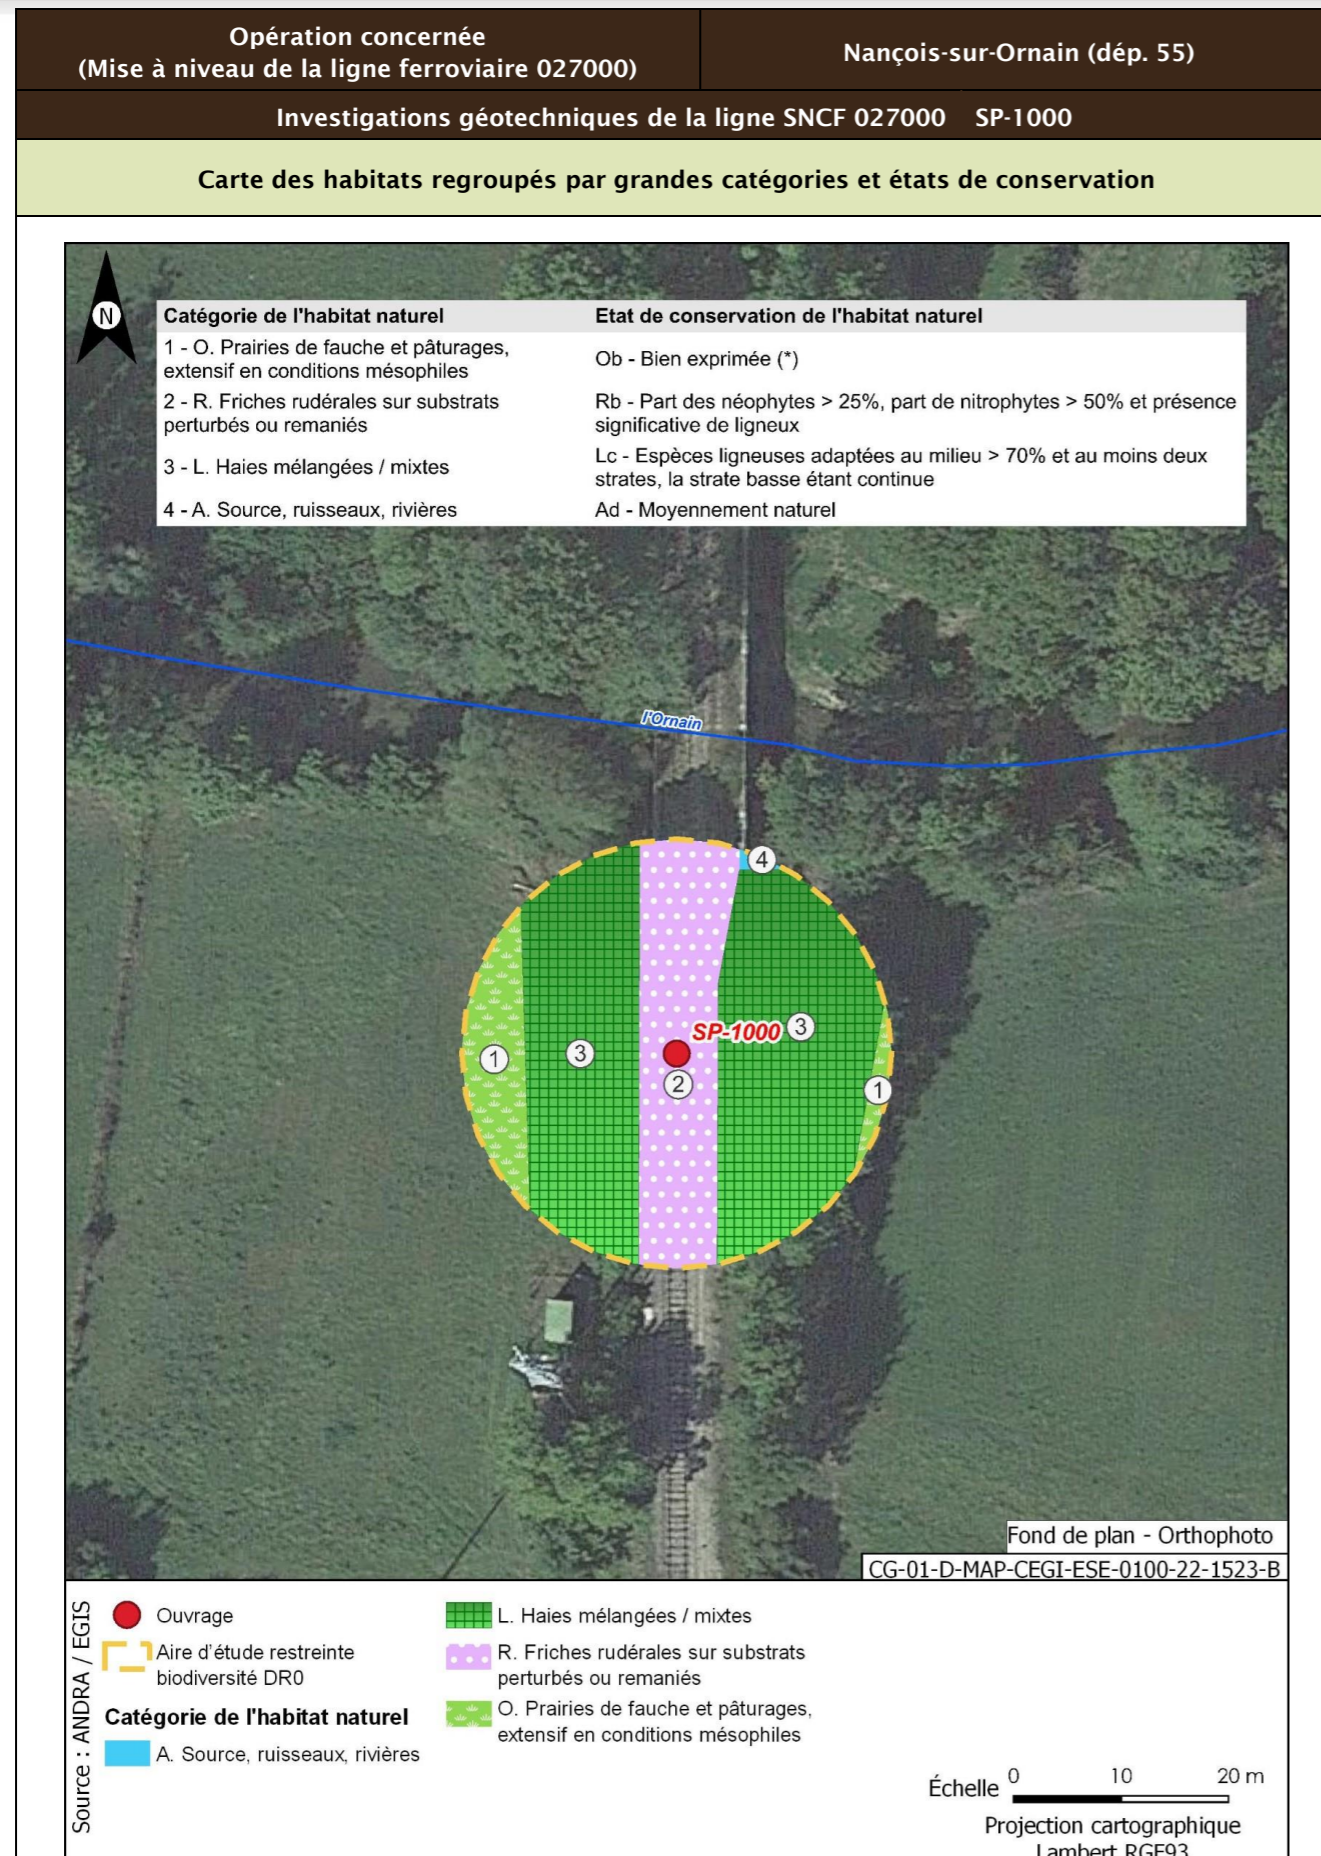 Opération concernée
(Mise à niveau de la ligne ferroviaire 027000)
Nançois-sur-Ornain (dép. 55)
Investigations géotechniques de la ligne SNCF 027000 SP-1000
Carte des habitats regroupés par grandes catégories et états de conservation
N
Catégorie de l'habitat naturel
Etat de conservation de l'habitat naturel
1 - O. Prairies de fauche et pâturages,
extensif en conditions mésophiles
Ob - Bien exprimée (*)
2 - R. Friches rudérales sur substrats
perturbés ou remaniés
Rb - Part des néophytes > 25%, part de nitrophytes > 50% et présence
significative de ligneux
3 - L. Haies mélangées / mixtes
Lc - Espèces ligneuses adaptées au milieu > 70% et au moins deux
strates, la strate basse étant continue
4 - A. Source, ruisseaux, rivières
Ad - Moyennement naturel
l'Ornain
4
SP-1000
3
1
3
2
1
Fond de plan - Orthophoto
CG-01-D-MAP-CEGI-ESE-0100-22-1523-B
Source : ANDRA / EGIS
Ouvrage
Aire d'étude restreinte
biodiversité DR0
Catégorie de l'habitat naturel
A. Source, ruisseaux, rivières
L. Haies mélangées / mixtes
R. Friches rudérales sur substrats
perturbés ou remaniés
O. Prairies de fauche et pâturages,
extensif en conditions mésophiles
Échelle 0 10 20 m
Projection cartographique
Lambert RGF93